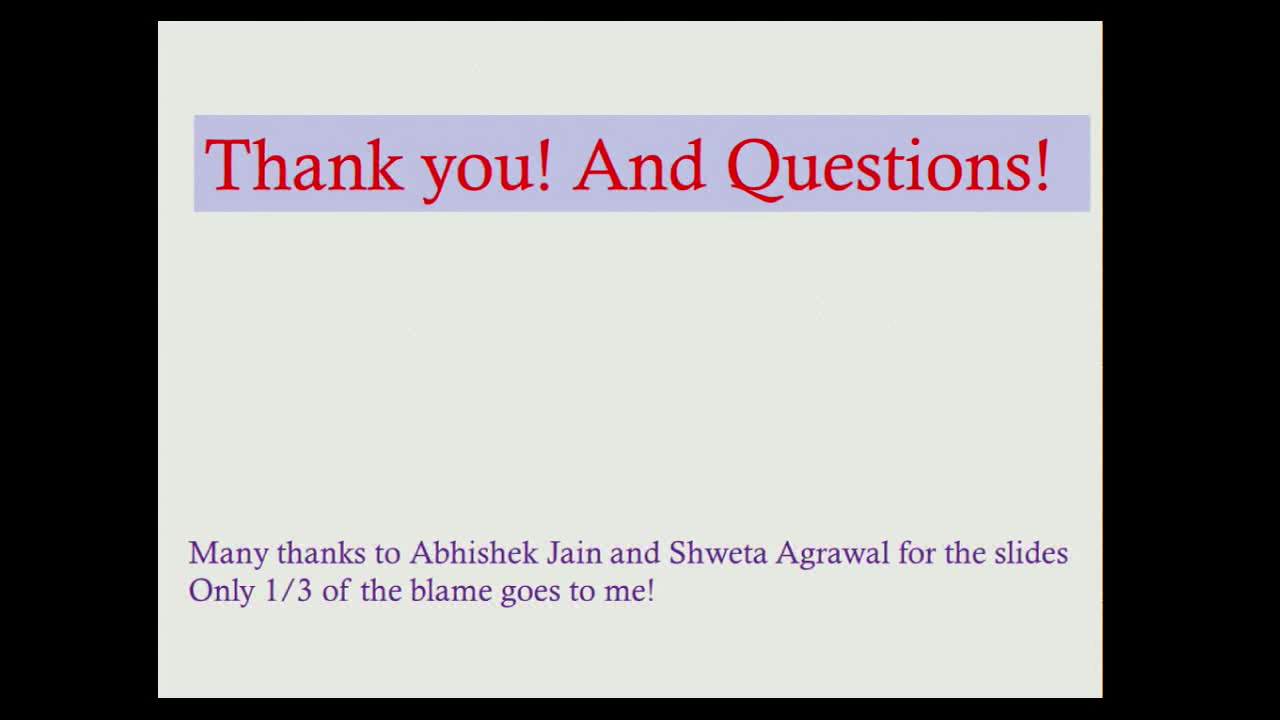 Thank you! And Questions!
Many thanks to Abhishek Jain and Shweta Agrawal for the slides
Only 1/3 of the blame goes to me!